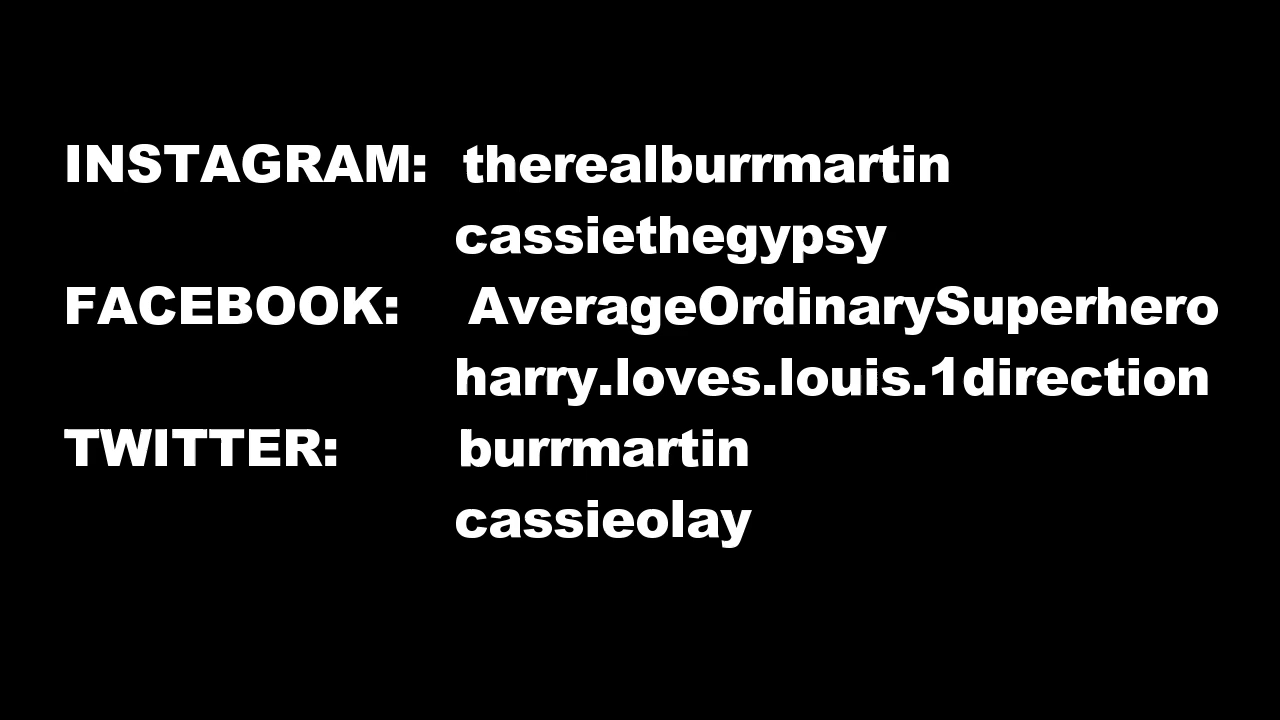 INSTAGRAM: therealburrmartin
cassiethegypsy
FACEBOOK: AverageOrdinarySuperhero
harry.loves.louis.1direction
TWITTER: burrmartin
cassieolay